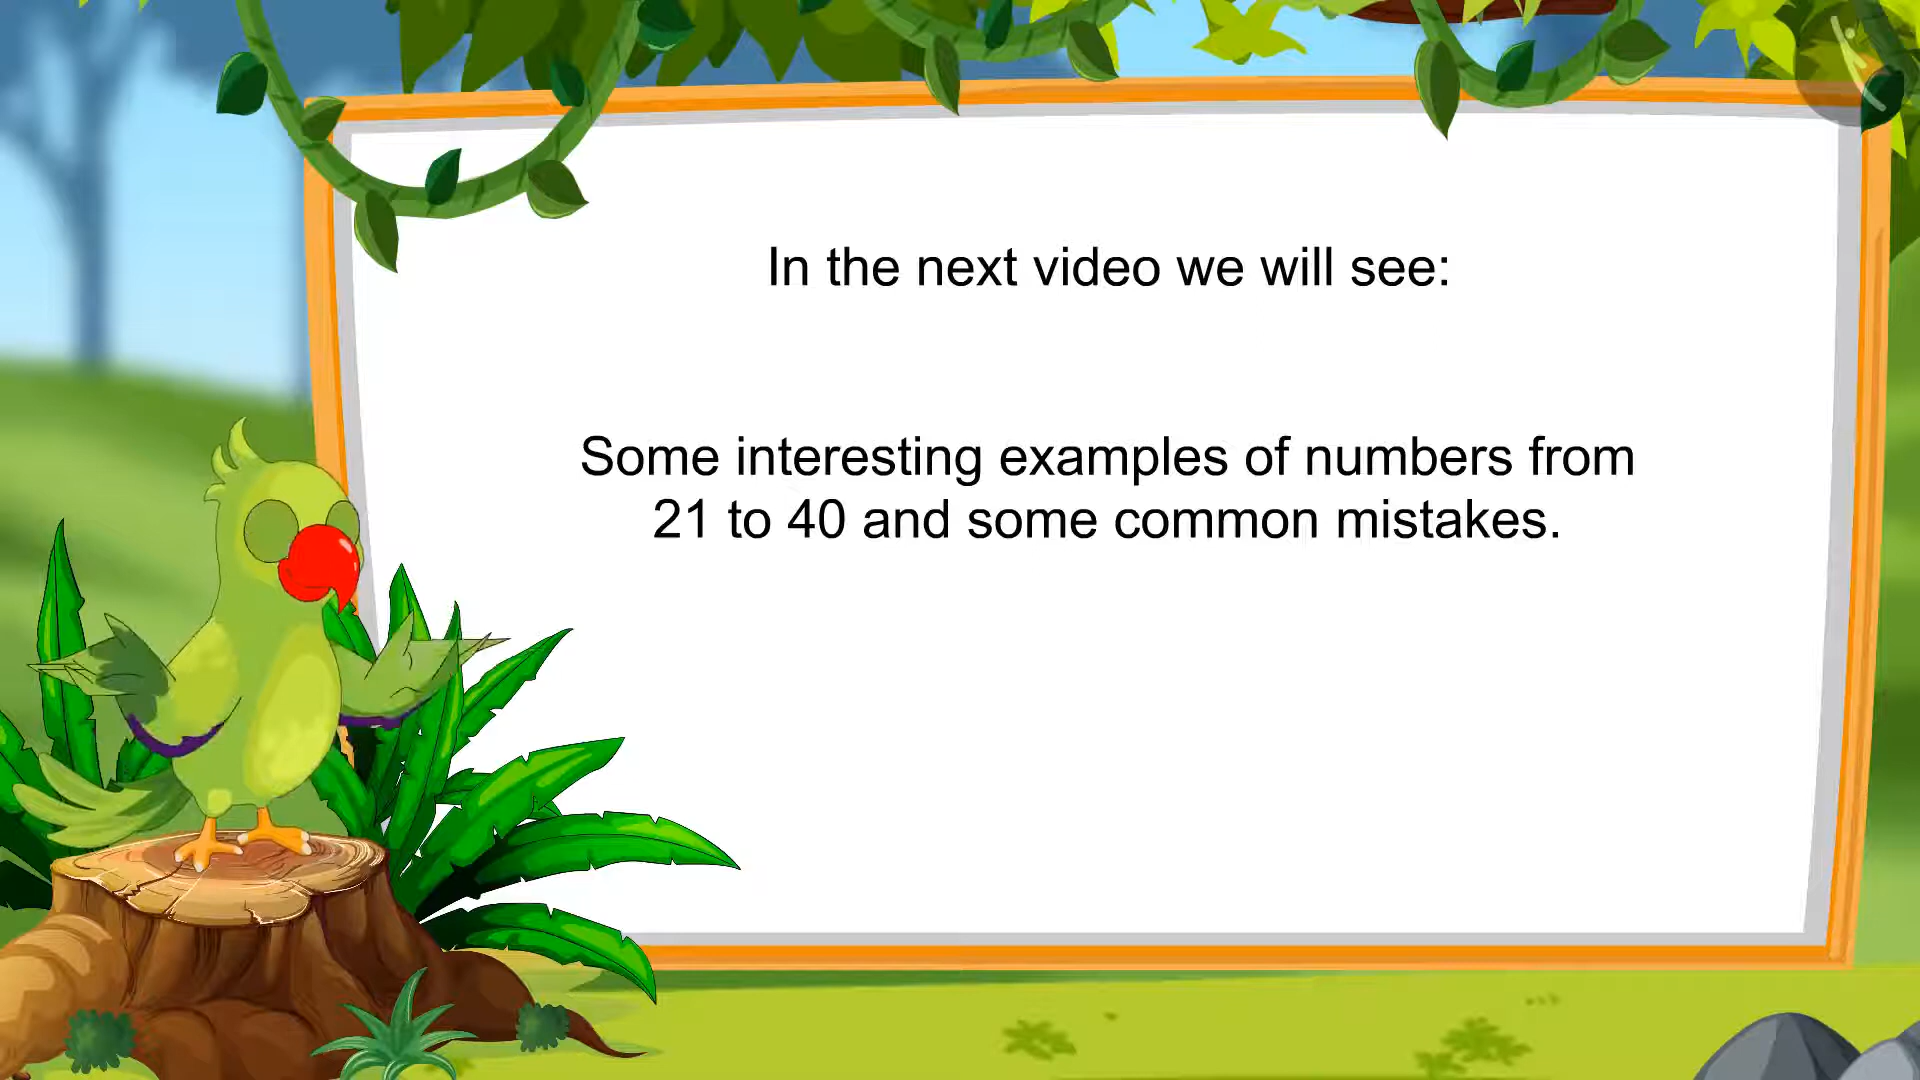 In the next video we will see:
Some interesting examples of numbers from
21 to 40 and some common mistakes.